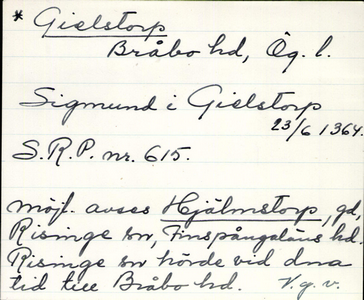 * Gielstorp
Bråbo hd, Ög. l.
Sigmund i Gielstorp
23/6 1364.
S.R.P. nr. 615.
möjl. avses Hjälmstorp, gd,
Risinge sn, Finspångaläns hd.
Risinge sn hörde vid dnna
tid till Bråbo hd. V.g.v.